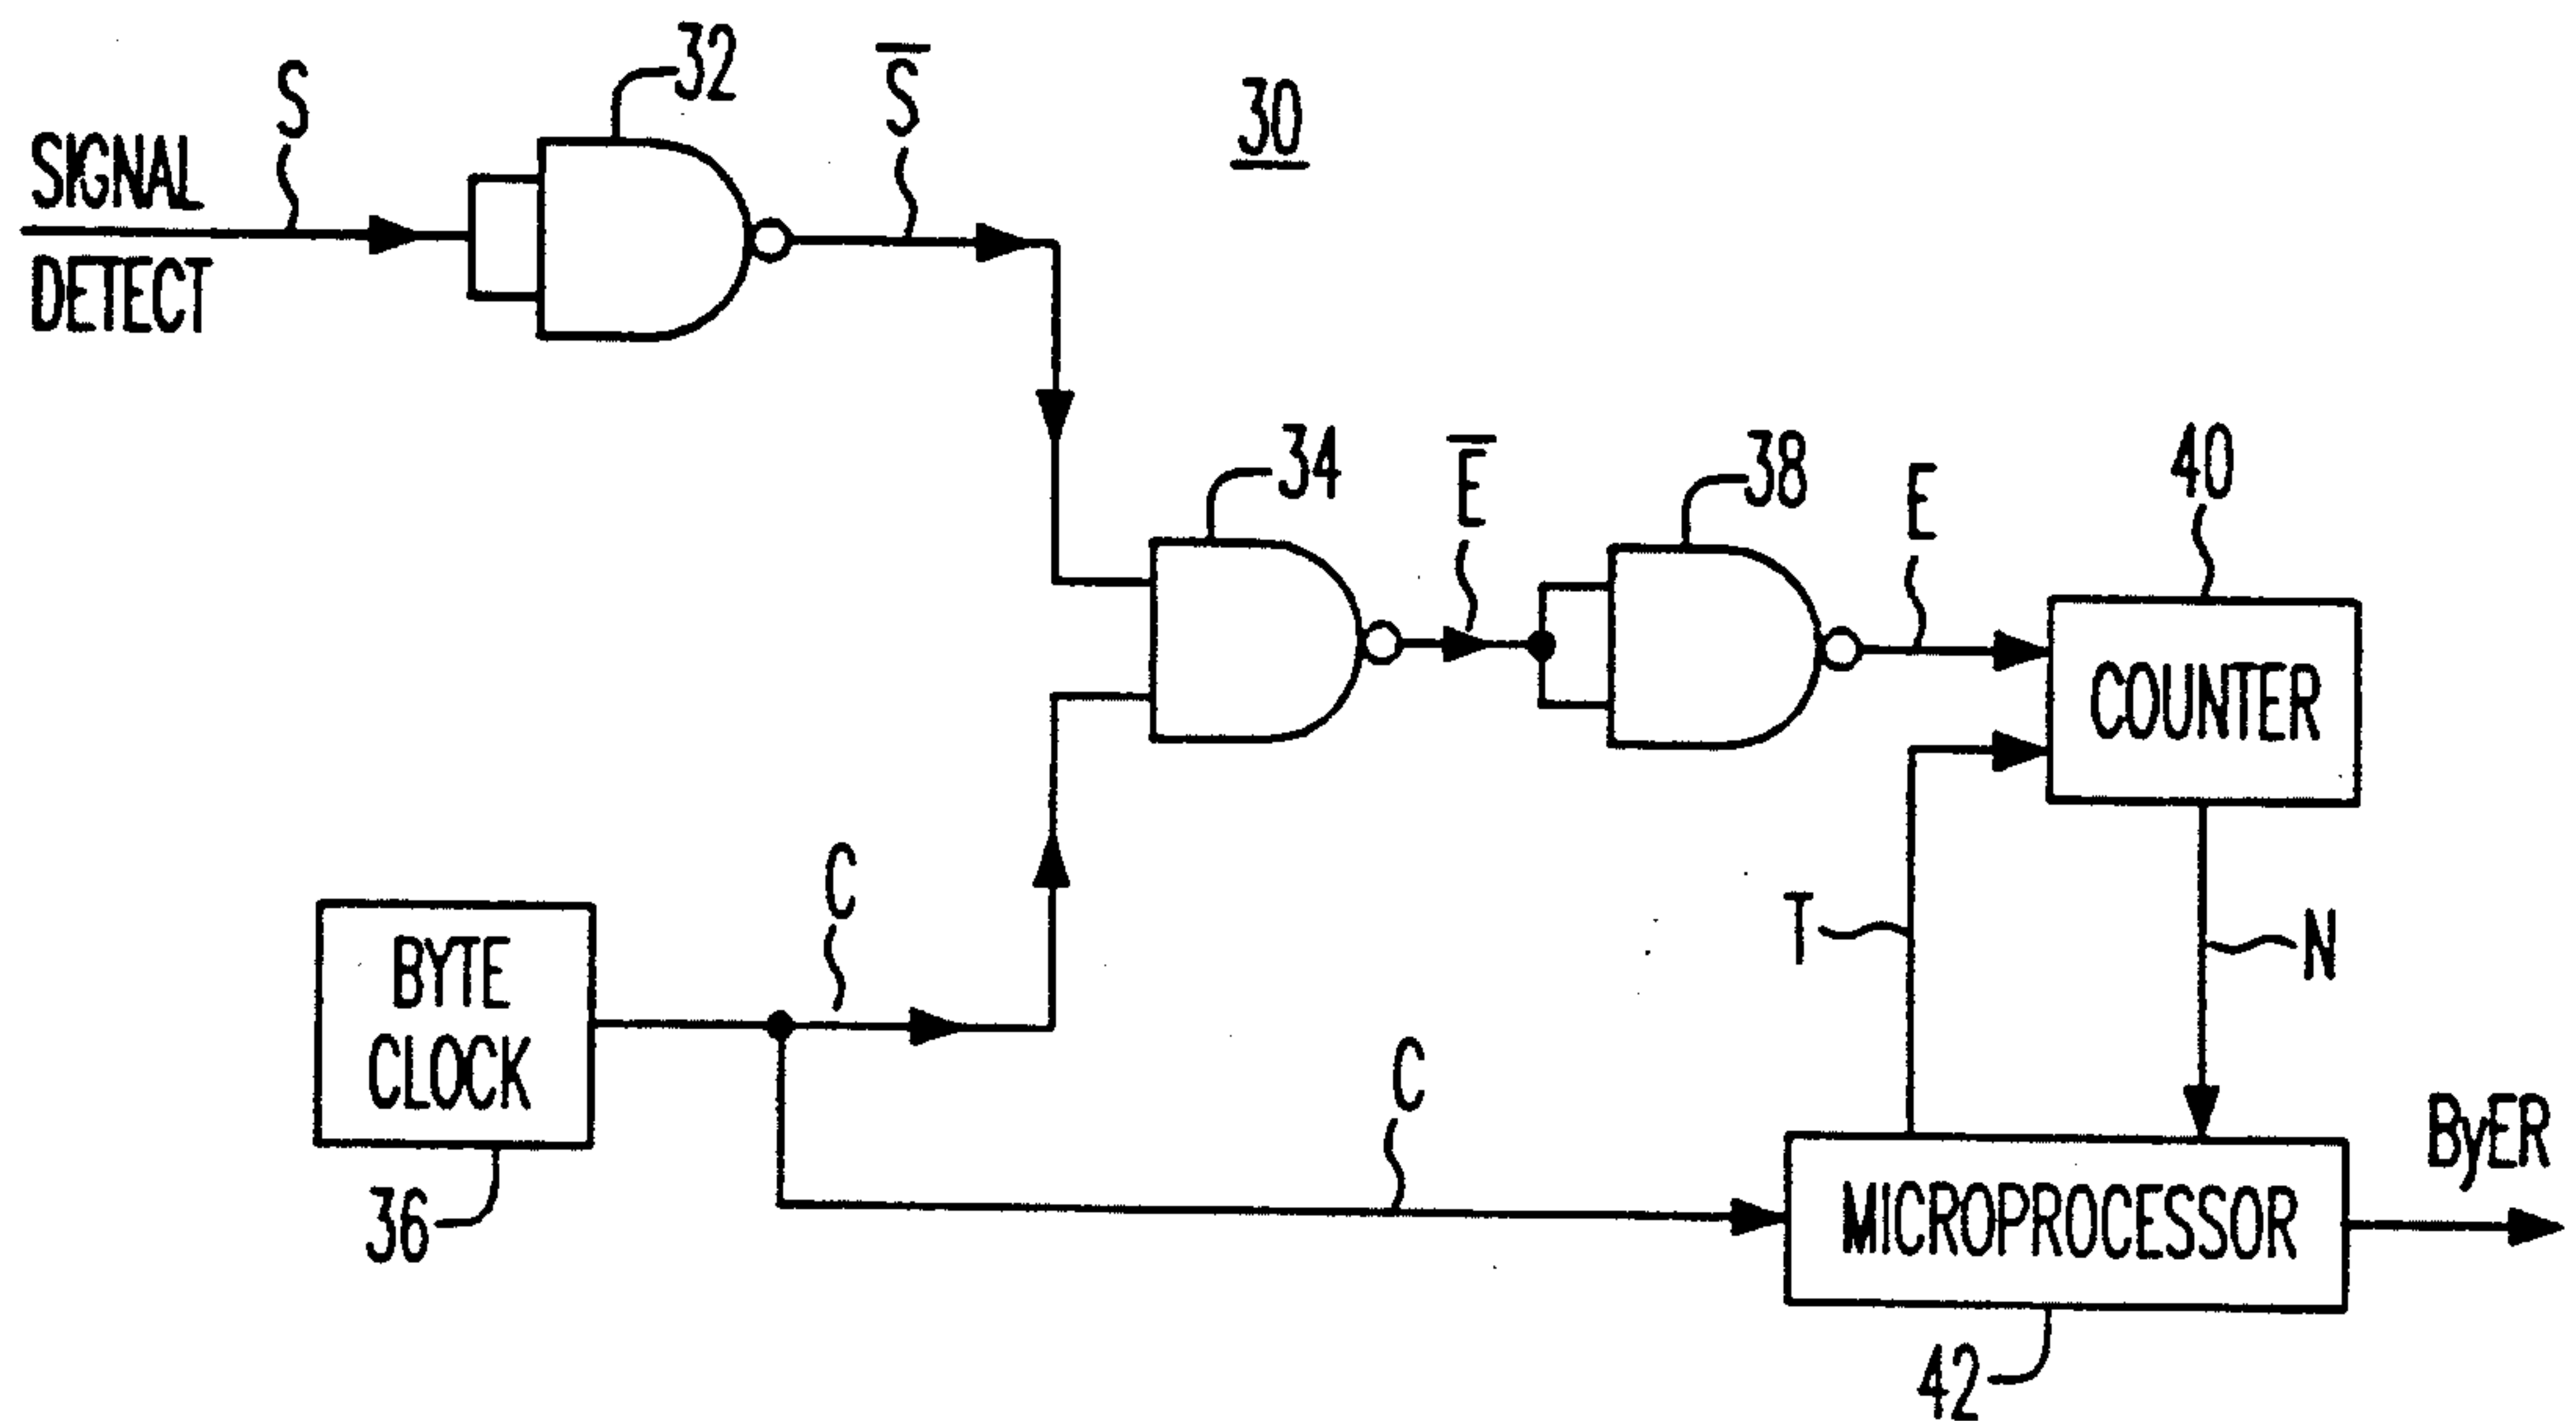 32
S
S̅
30
SIGNAL
DETECT
34
E̅
38
E
40
COUNTER
C
T
N
BYTE
CLOCK
C
ByER
MICROPROCESSOR
36
42